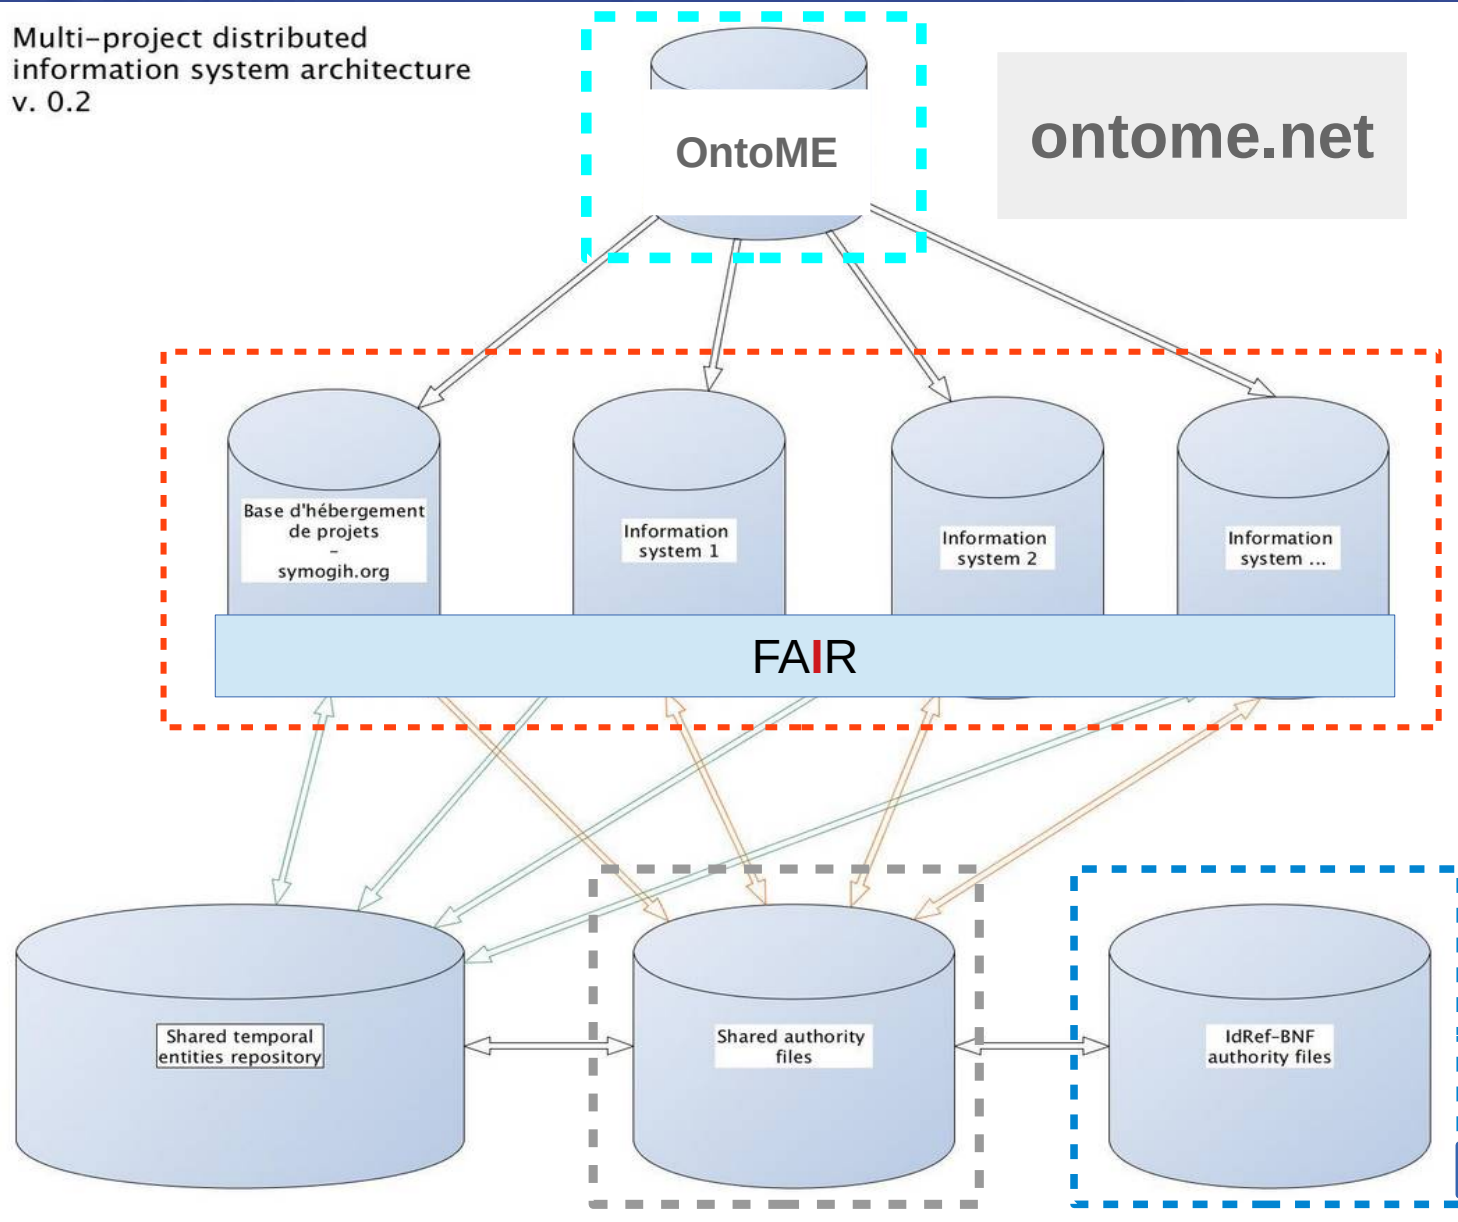 Multi-project distributed
information system architecture
v. 0.2
OntoME
ontome.net
Base d'hébergement
de projets
–
symogih.org
Information
system 1
Information
system 2
Information
system ...
FAIR
Shared temporal
entities repository
Shared authority
files
IdRef-BNF
authority files